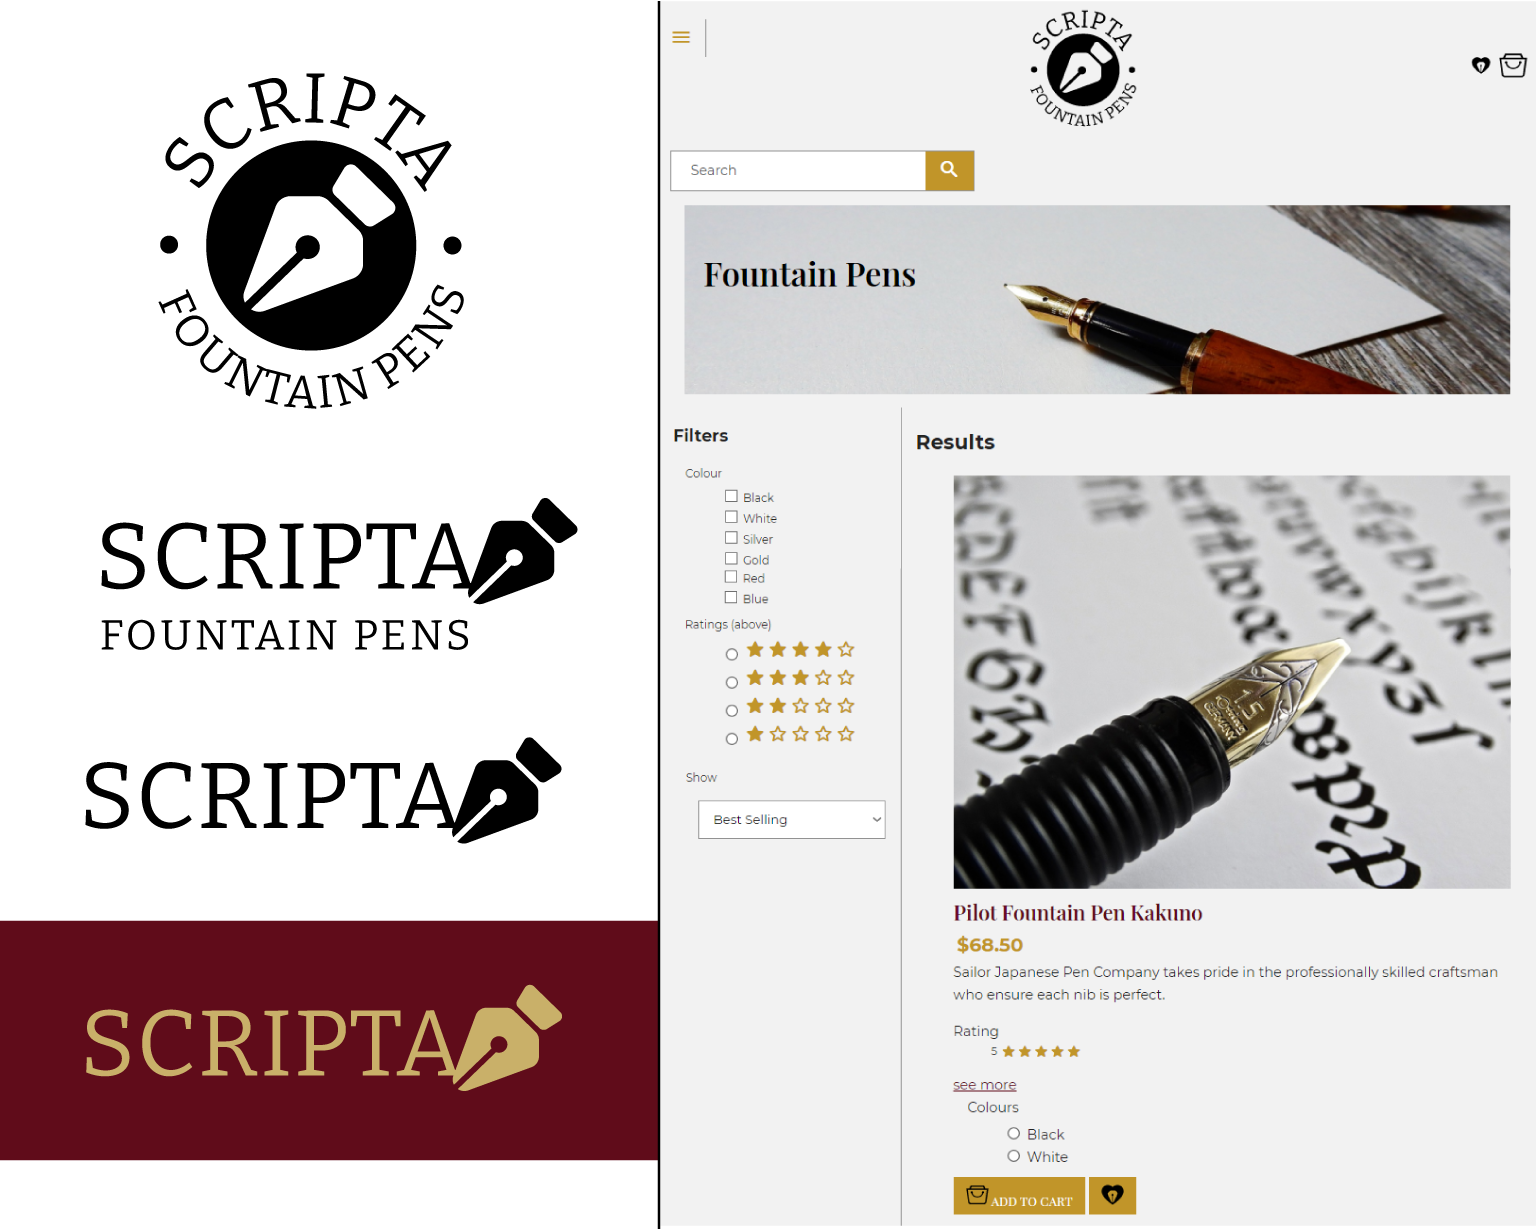 SCRIPTA
FOUNTAIN PENS
SCRIPTA
FOUNTAIN PENS
SCRIPTA
SCRIPTA
SCRIPTA
FOUNTAIN PENS
Search
Fountain Pens
Filters
Colour
Black
White
Silver
Gold
Red
Blue
Ratings (above)
Show
Best Selling
Results
Pilot Fountain Pen Kakuno
$68.50
Sailor Japanese Pen Company takes pride in the professionally skilled craftsman
who ensure each nib is perfect.
Rating
5
see more
Colours
Black
White
ADD TO CART